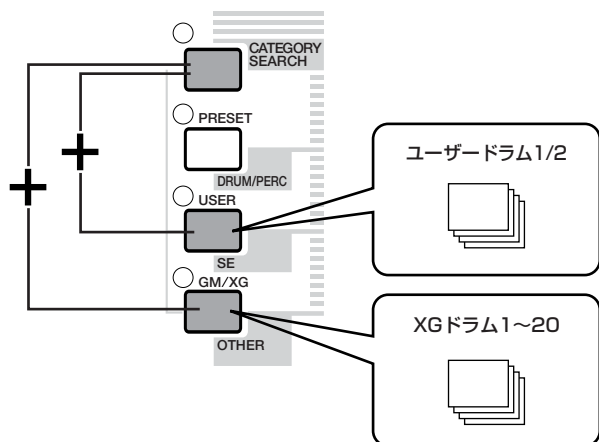 CATEGORY
SEARCH
PRESET
DRUM/PERC
USER
SE
GM/XG
OTHER
ユーザードラム1/2
XGドラム1～20